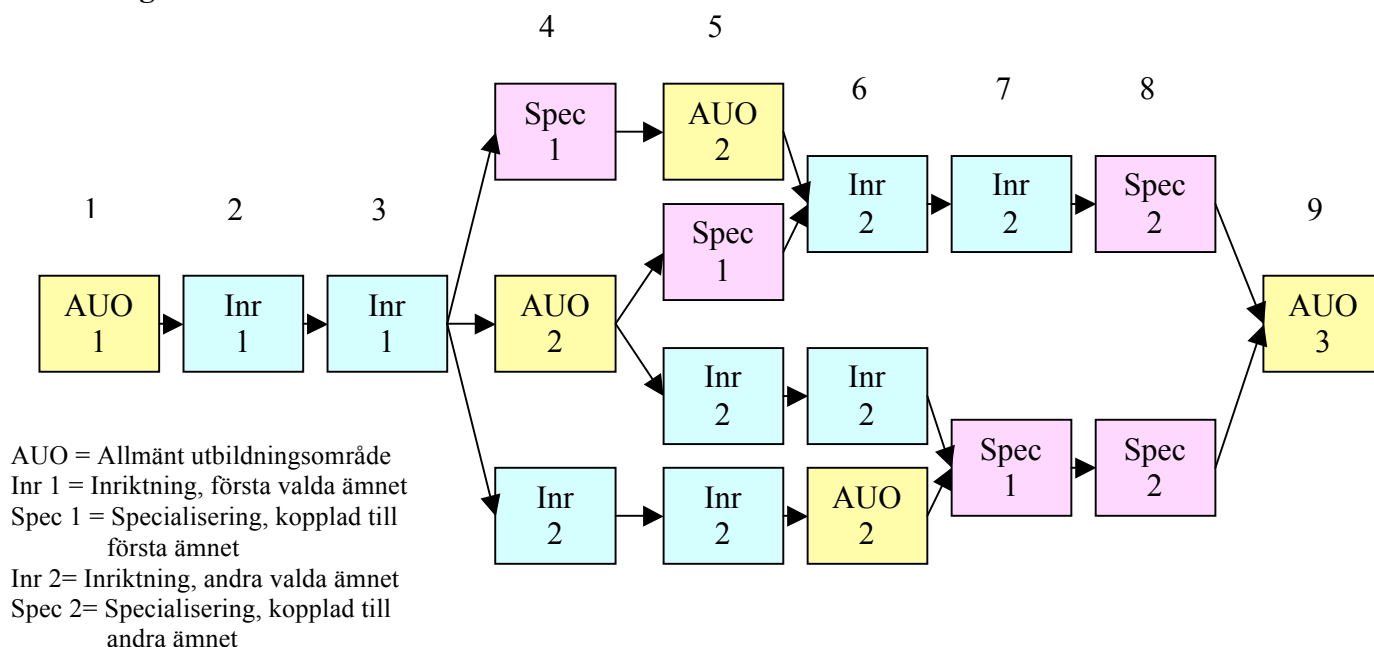 4
5
6
7
8
Spec
1
AUO
2
1
2
3
Inr
2
Inr
2
Spec
2
9
Spec
1
AUO
1
Inr
1
Inr
1
AUO
2
AUO
3
Inr
2
Inr
2
Spec
1
Spec
2
Inr
2
Inr
2
AUO
2
AUO = Allmänt utbildningsområde
Inr 1 = Inriktning, första valda ämnet
Spec 1 = Specialisering, kopplad till
första ämnet
Inr 2= Inriktning, andra valda ämnet
Spec 2= Specialisering, kopplad till
andra ämnet